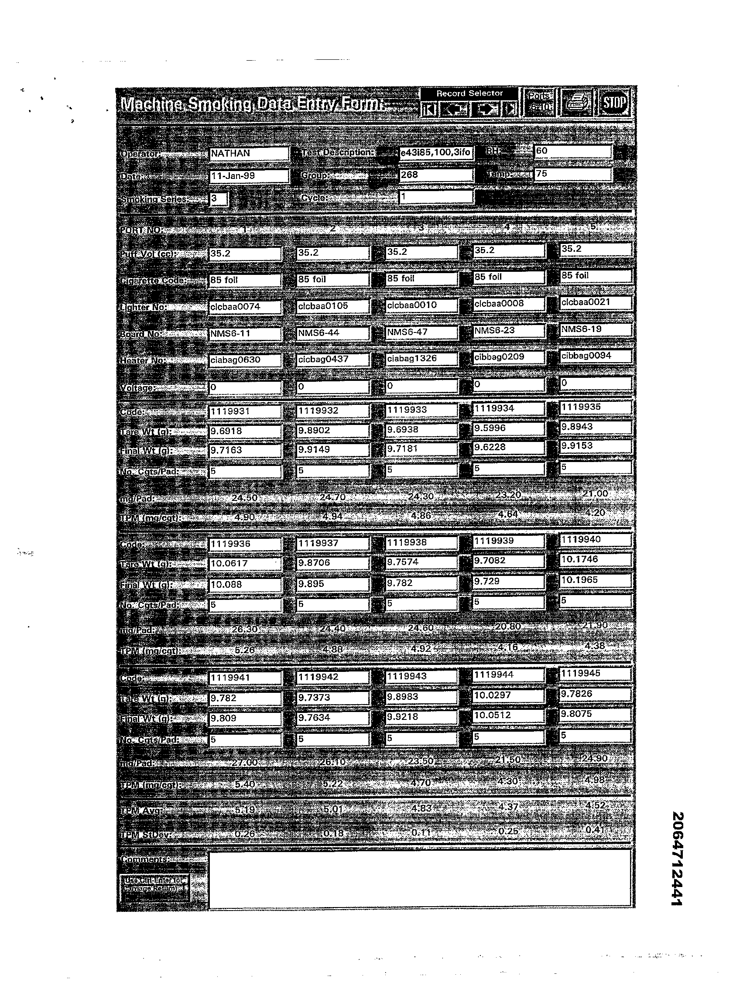 Record Selector
Machine Smoking Data Entry Form:
Ports 6-10
STOP
Operator: NATHAN Test Description: e43i85,100,3ifo RH: 60
Date: 11-Jan-99 Group: 268 Temp: 75
Smoking Series: 3 Cycle: 1
PORT NO: 1 2 3 4 5
Puff Vol (cc): 35.2 35.2 35.2 35.2 35.2
Cigarette Code: 85 foil 85 foil 85 foil 85 foil 85 foil
Lighter No: clcbaa0074 clcbaa0105 clcbaa0010 clcbaa0008 clcbaa0021
Board No: NMS6-11 NMS6-44 NMS6-47 NMS6-23 NMS6-19
Heater No: ciabag0630 cicbag0437 ciabag1326 cibbag0209 cibbag0094
Voltage: 0 0 0 0 0
Code: 1119931 1119932 1119933 1119934 1119935
Tare Wt (g): 9.6918 9.8902 9.6938 9.5996 9.8943
Final Wt (g): 9.7163 9.9149 9.7181 9.6228 9.9153
No. Cgts/Pad: 5 5 5 5 5
mg/Pad: 24.50 24.70 24.30 23.20 21.00
TPM (mg/cgt): 4.90 4.94 4.86 4.64 4.20
Code: 1119936 1119937 1119938 1119939 1119940
Tare Wt (g): 10.0617 9.8706 9.7574 9.7082 10.1746
Final Wt (g): 10.088 9.895 9.782 9.729 10.1965
No. Cgts/Pad: 5 5 5 5 5
mg/Pad: 26.30 24.40 24.60 20.80 21.90
TPM (mg/cgt): 5.26 4.88 4.92 4.16 4.38
Code: 1119941 1119942 1119943 1119944 1119945
Tare Wt (g): 9.782 9.7373 9.8983 10.0297 9.7826
Final Wt (g): 9.809 9.7634 9.9218 10.0512 9.8075
No. Cgts/Pad: 5 5 5 5 5
mg/Pad: 27.00 26.10 23.50 21.50 24.90
TPM (mg/cgt): 5.40 5.22 4.70 4.30 4.98
TPM Avg: 5.19 5.01 4.83 4.37 4.52
TPM StDev: 0.26 0.18 0.11 0.25 0.41
Comments:
Use Ctrl-Enter for
Carriage Return
2064712441